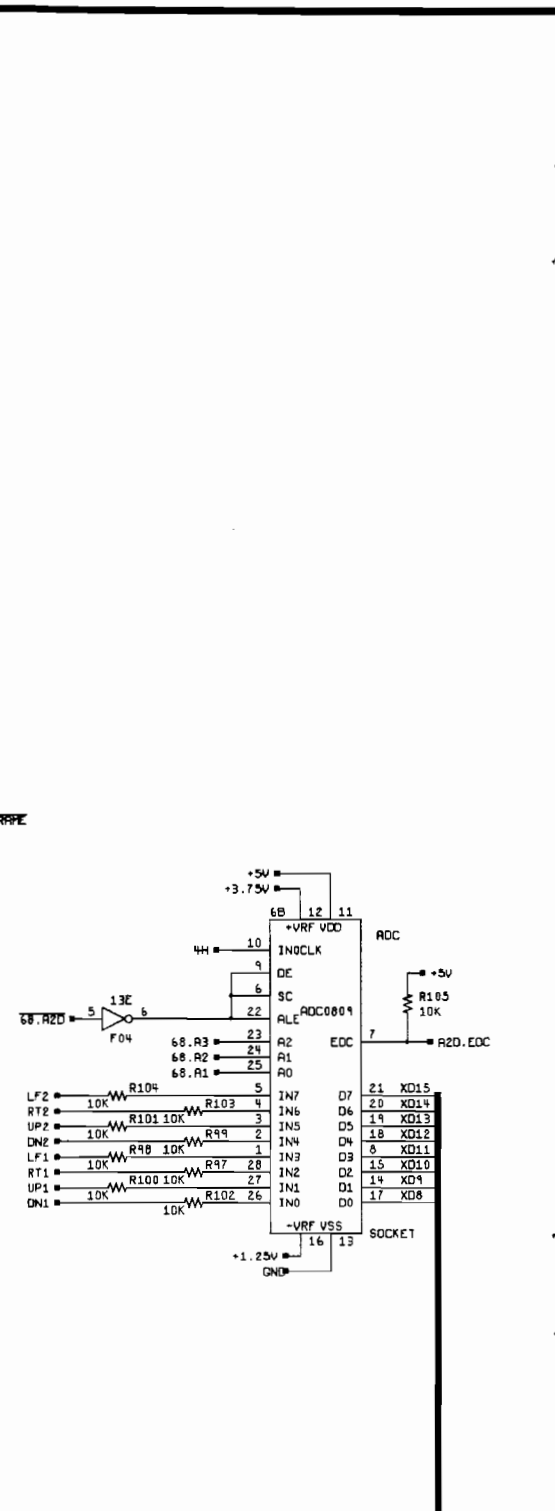 +5V
+3.75V
6B 12 11
+VRF VDD
ADC
4H 10 INOCLK
9 OE
+5V
6 SC
R105
10K
13E
68.A2D 5 6 22 ALE ADC0809
F04
68.A3 23 A2 EOC 7 A2D.EOC
68.A2 24 A1
68.A1 25 A0
LF2 10K R104 5 IN7 D7 21 XD15
RT2 10K R103 4 IN6 D6 20 XD14
UP2 10K R101 3 IN5 D5 19 XD13
DN2 10K R99 2 IN4 D4 18 XD12
LF1 10K R98 1 IN3 D3 8 XD11
RT1 10K R97 28 IN2 D2 15 XD10
UP1 10K R100 27 IN1 D1 14 XD9
DN1 10K R102 26 IN0 D0 17 XD8
-VRF VSS
SOCKET
+1.25V 16 13
GND